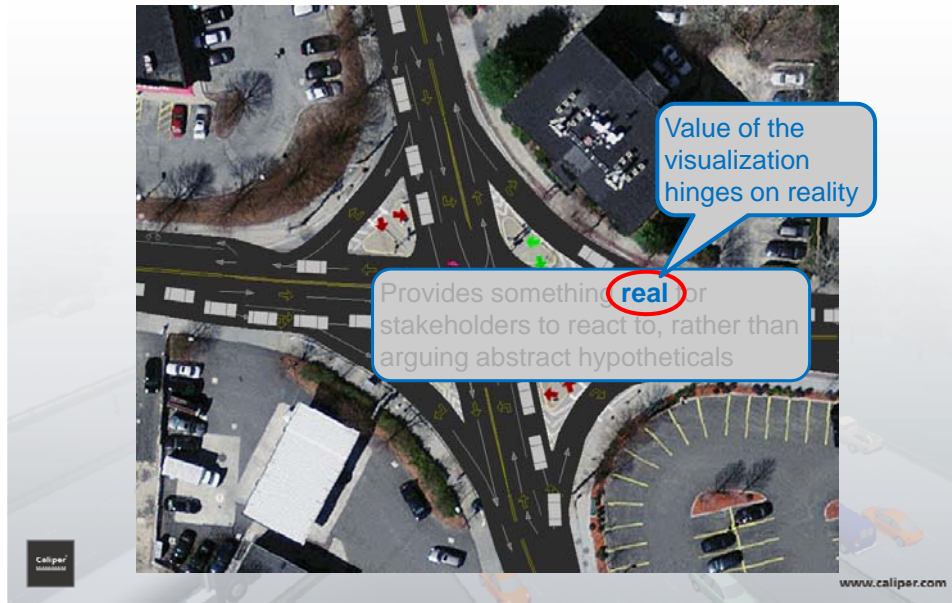 Value of the
visualization
hinges on reality
Provides something real for
stakeholders to react to, rather than
arguing abstract hypotheticals
Caliper
www.caliper.com